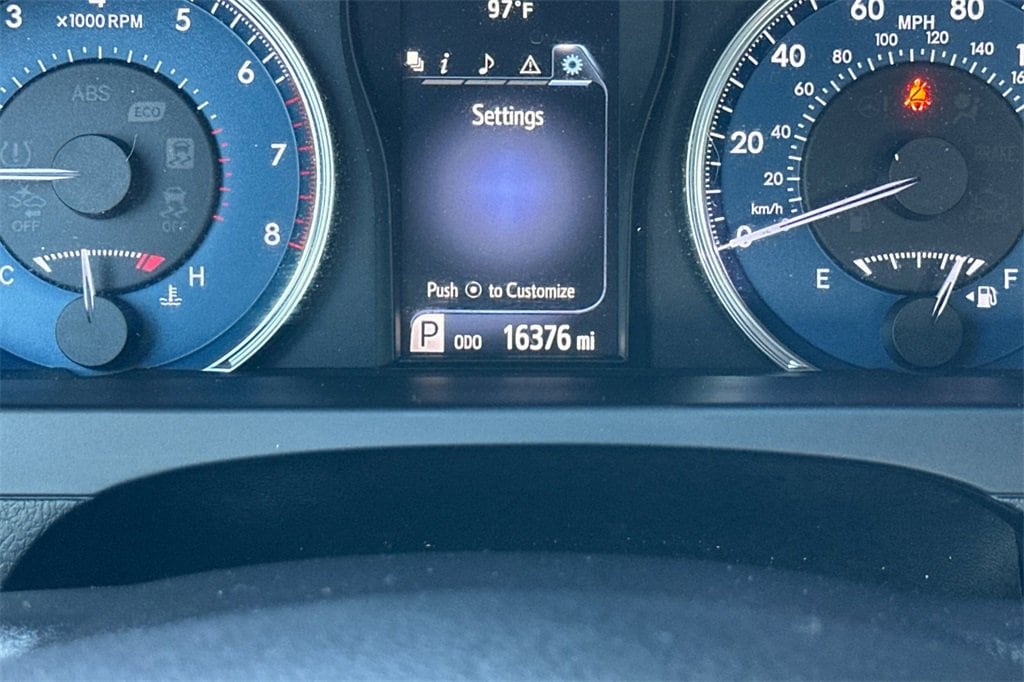 97°F
3 4 5 6 7 8
×1000 RPM
ABS
ECO
OFF
OFF
C H
i
Settings
Push to Customize
P ODO 16376 mi
0 20 40 60 80
MPH
20 40 60 80 100 120 140
km/h
E F